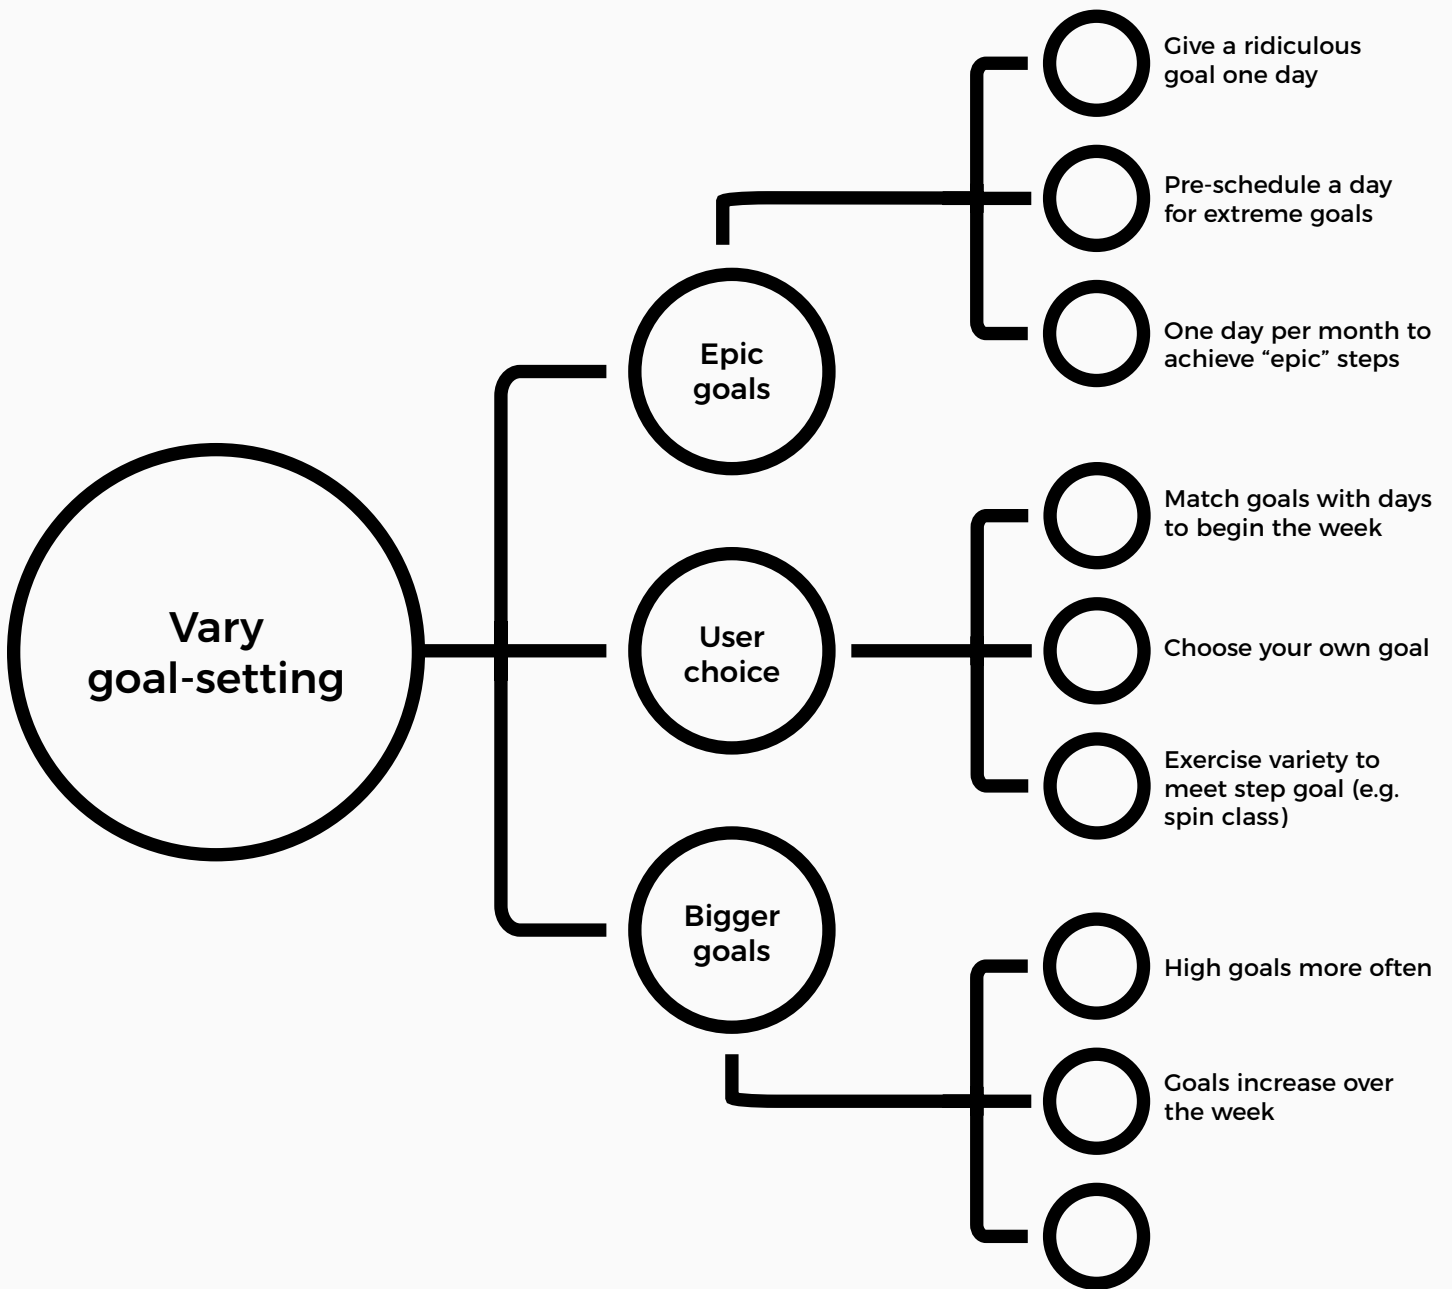 Vary
goal-setting
Epic
goals
Give a ridiculous
goal one day
Pre-schedule a day
for extreme goals
One day per month to
achieve “epic” steps
User
choice
Match goals with days
to begin the week
Choose your own goal
Exercise variety to
meet step goal (e.g.
spin class)
Bigger
goals
High goals more often
Goals increase over
the week